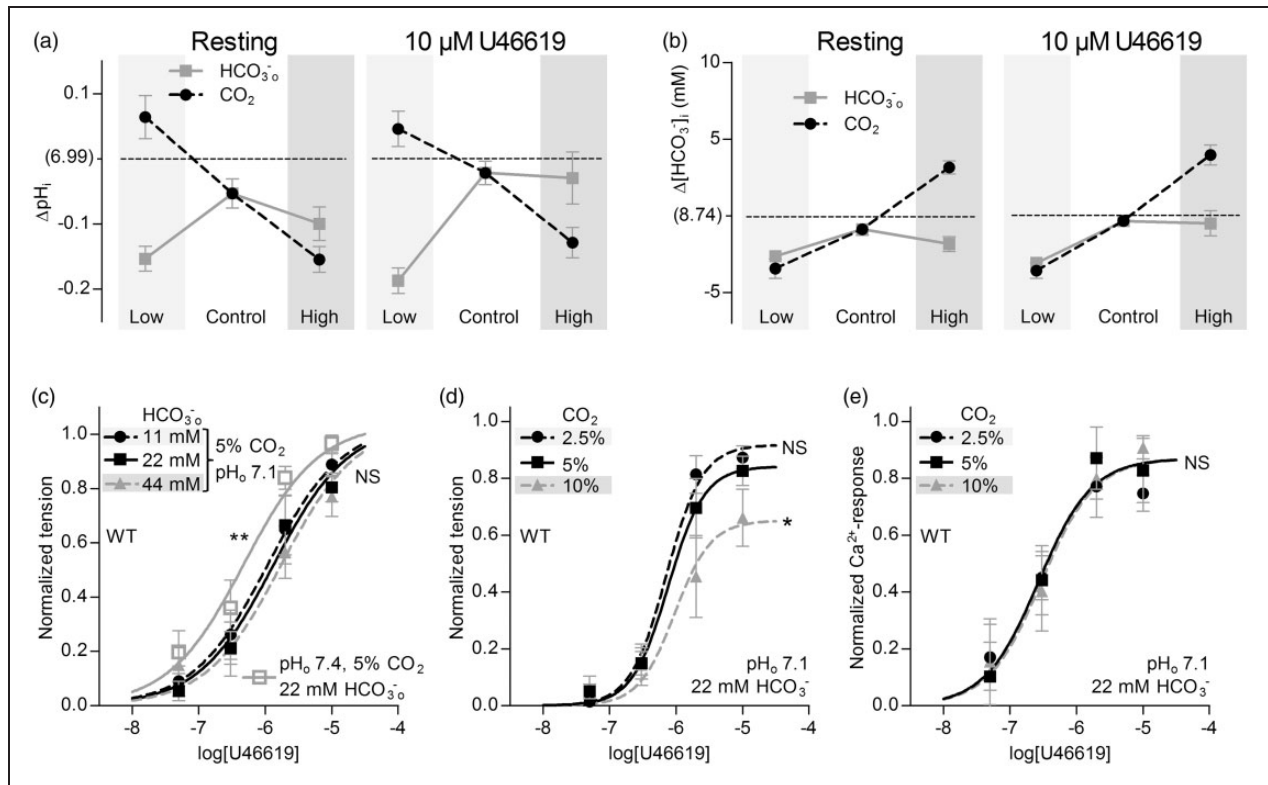 (a)
Resting
10 µM U46619
HCO₃⁻ₒ
CO₂
0.1
(6.99)
-0.1
-0.2
ΔpHᵢ
Low
Control
High
Low
Control
High
(b)
Resting
10 µM U46619
HCO₃⁻ₒ
CO₂
10
5
(8.74)
-5
Δ[HCO₃⁻]ᵢ (mM)
Low
Control
High
Low
Control
High
(c)
HCO₃⁻ₒ
11 mM
22 mM
44 mM
5% CO₂
pHₒ 7.1
NS
WT
**
pHₒ 7.4, 5% CO₂
22 mM HCO₃⁻ₒ
Normalized tension
1.0
0.8
0.6
0.4
0.2
0.0
-8
-7
-6
-5
-4
log[U46619]
(d)
CO₂
2.5%
5%
10%
NS
*
WT
pHₒ 7.1
22 mM HCO₃⁻
Normalized tension
1.0
0.8
0.6
0.4
0.2
0.0
-8
-7
-6
-5
-4
log[U46619]
(e)
CO₂
2.5%
5%
10%
NS
WT
pHₒ 7.1
22 mM HCO₃⁻
Normalized Ca²⁺-response
1.0
0.8
0.6
0.4
0.2
0.0
-8
-7
-6
-5
-4
log[U46619]